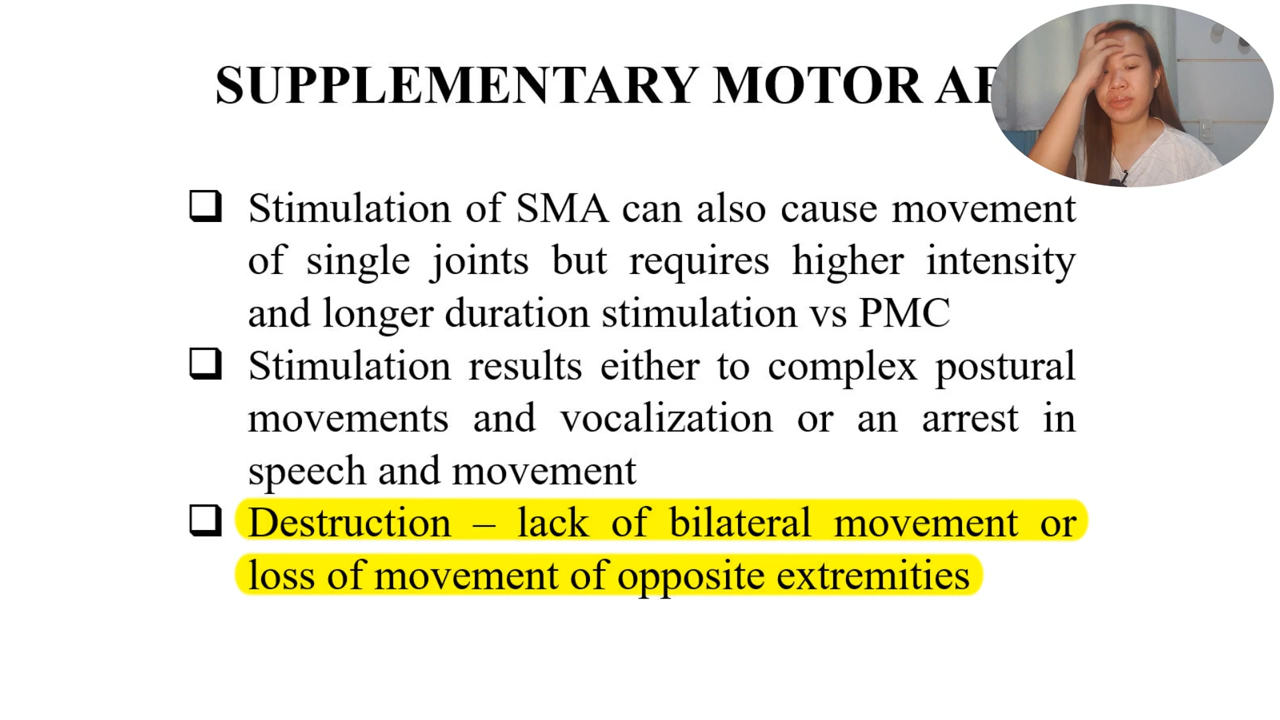 SUPPLEMENTARY MOTOR
Stimulation of SMA can also cause movement
of single joints but requires higher intensity
and longer duration stimulation vs PMC
Stimulation results either to complex postural
movements and vocalization or an arrest in
speech and movement
Destruction – lack of bilateral movement or
loss of movement of opposite extremities